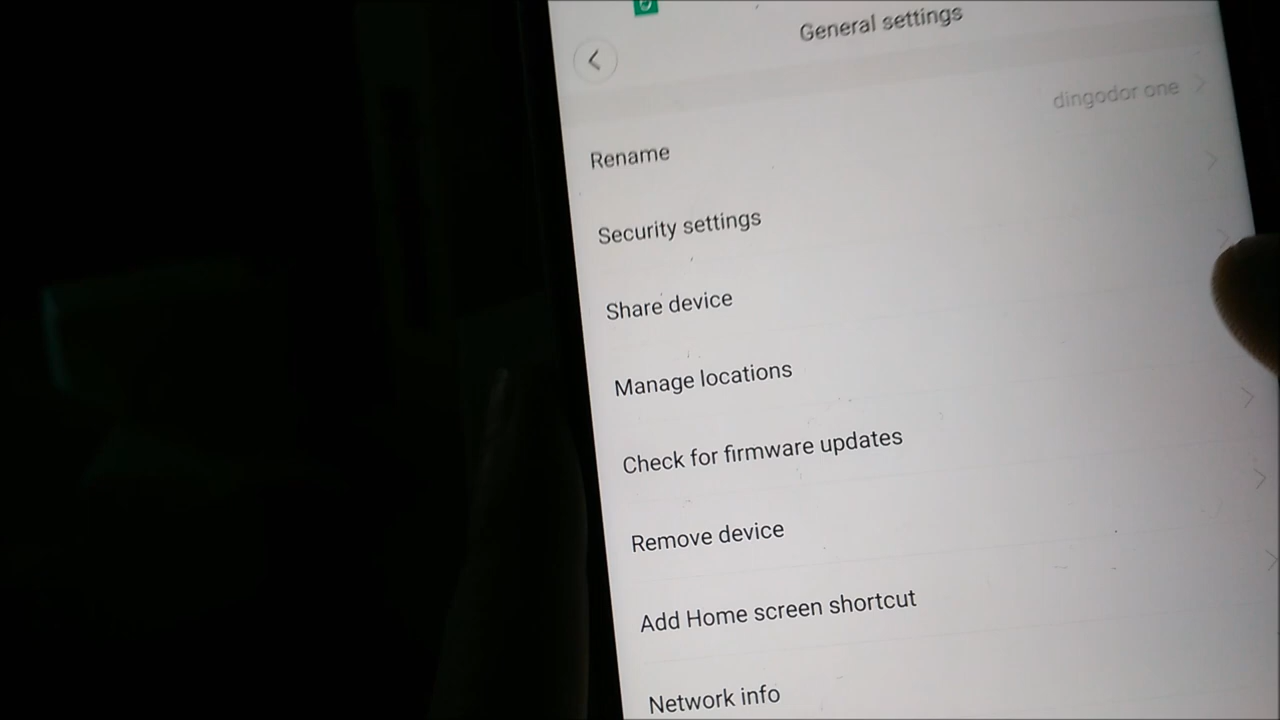 General settings
Rename
dingodor one
Security settings
Share device
Manage locations
Check for firmware updates
Remove device
Add Home screen shortcut
Network info